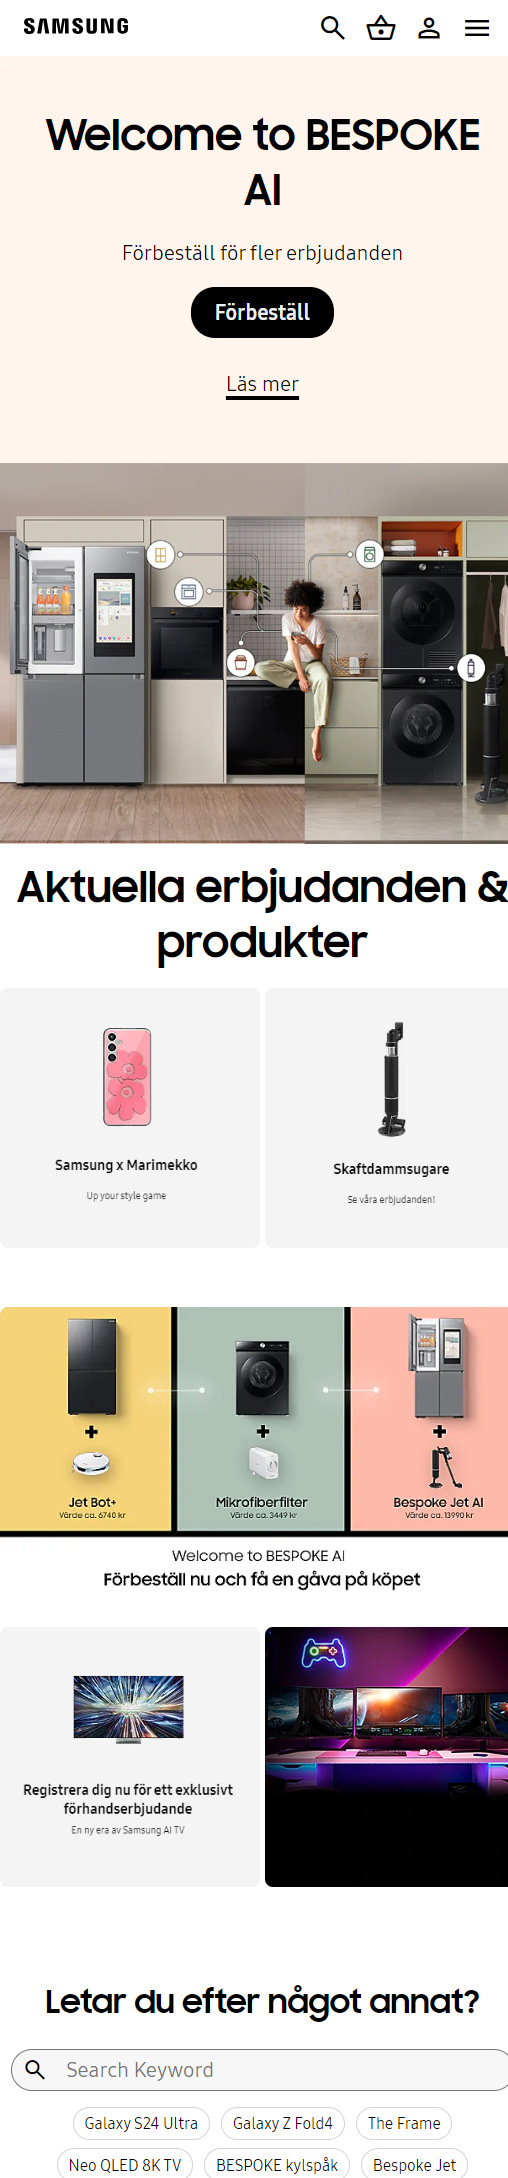 SAMSUNG
Welcome to BESPOKE
AI
Förbeställ för fler erbjudanden
Förbeställ
Läs mer
Aktuella erbjudanden &
produkter
Samsung x Marimekko
Up your style game
Skaftdammsugare
Se våra erbjudanden!
Jet Bot+
Värde ca. 6740 kr
Mikrofiberfilter
Värde ca. 3449 kr
Bespoke Jet AI
Värde ca. 13990 kr
Welcome to BESPOKE AI
Förbeställ nu och få en gåva på köpet
Registrera dig nu för ett exklusivt
förhandserbjudande
En ny era av Samsung AI TV
Letar du efter något annat?
Search Keyword
Galaxy S24 Ultra
Galaxy Z Fold4
The Frame
Neo QLED 8K TV
BESPOKE kylspåk
Bespoke Jet